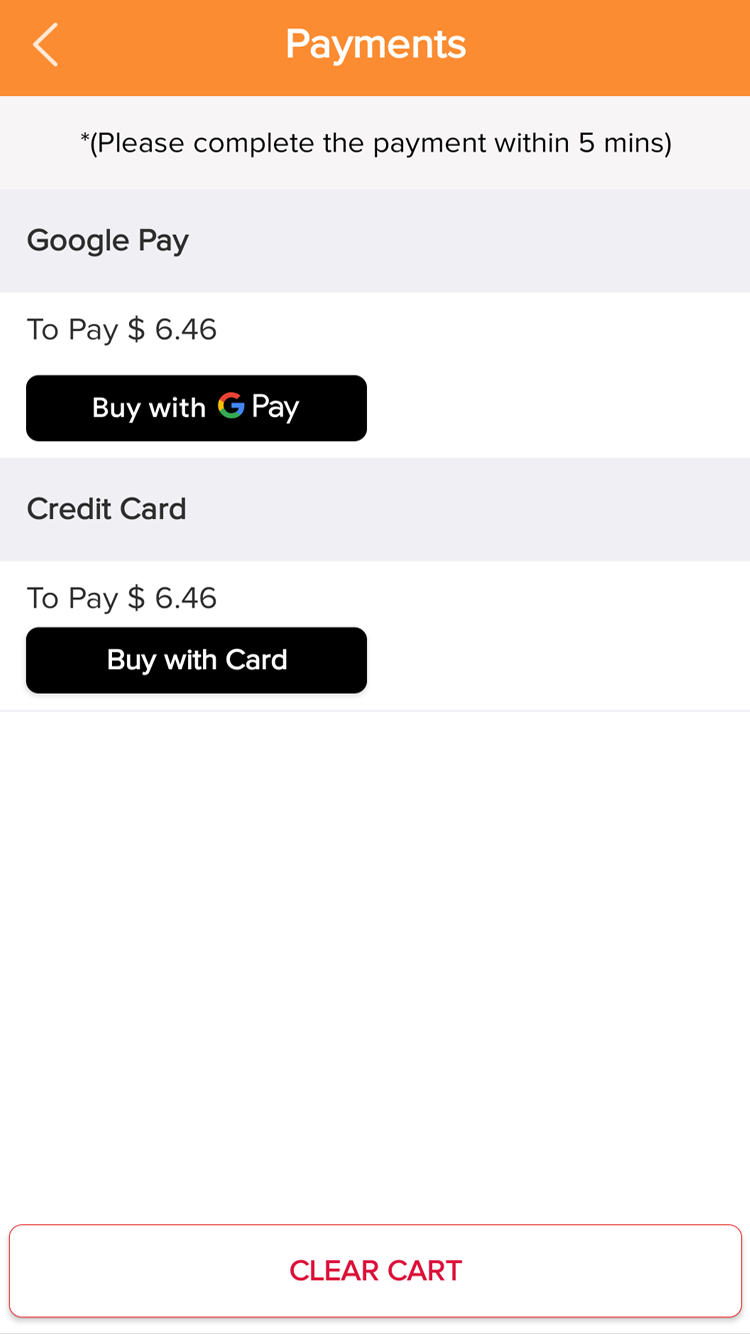 Payments
*(Please complete the payment within 5 mins)
Google Pay
To Pay $ 6.46
Buy with G Pay
Credit Card
To Pay $ 6.46
Buy with Card
CLEAR CART